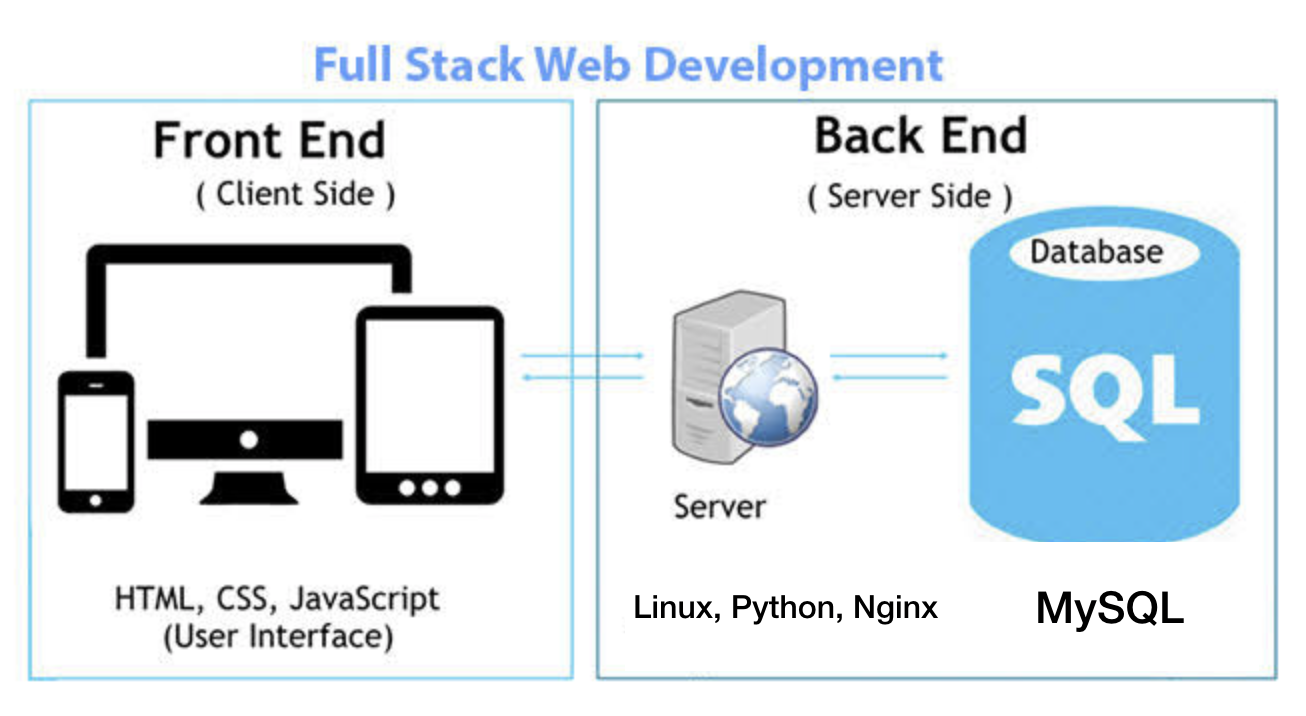 Full Stack Web Development
Front End
( Client Side )
HTML, CSS, JavaScript
(User Interface)
Back End
( Server Side )
Database
SQL
Server
Linux, Python, Nginx
MySQL